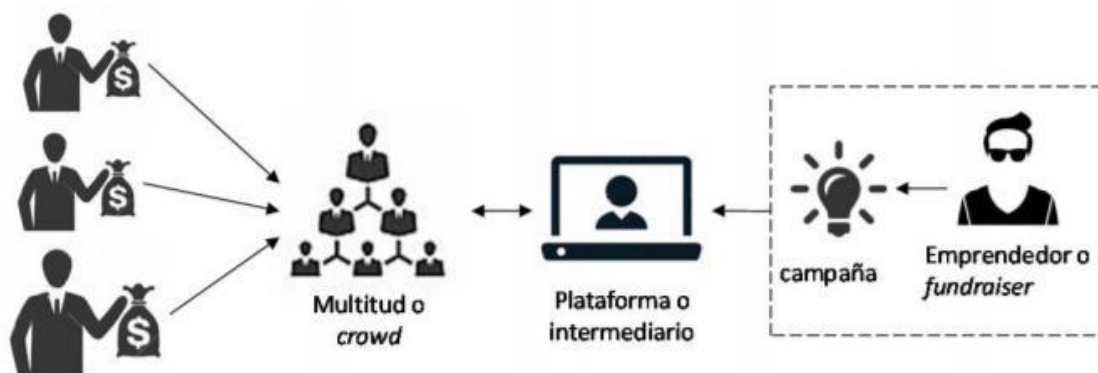 $
$
$
Multitud o
crowd
Plataforma o
intermediario
campaña
Emprendedor o
fundraiser